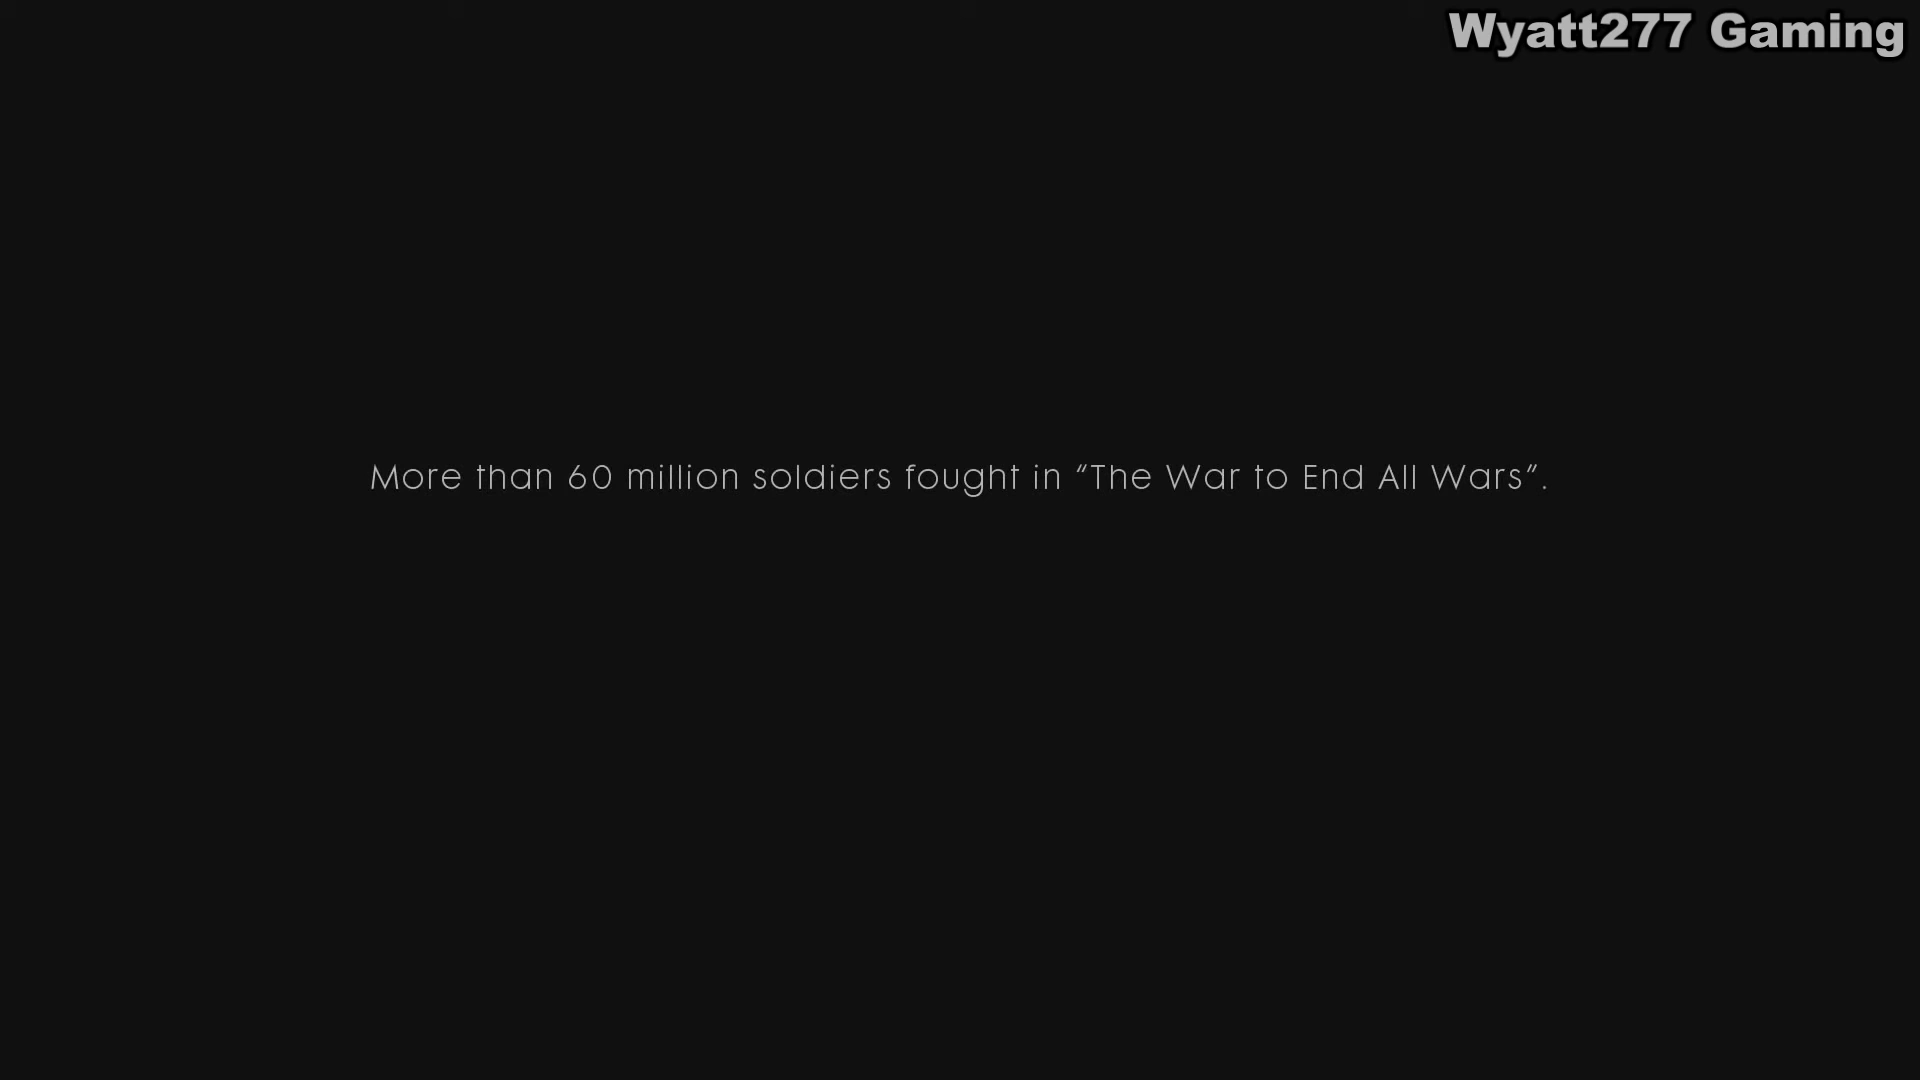 Wyatt277 Gaming
More than 60 million soldiers fought in “The War to End All Wars”.